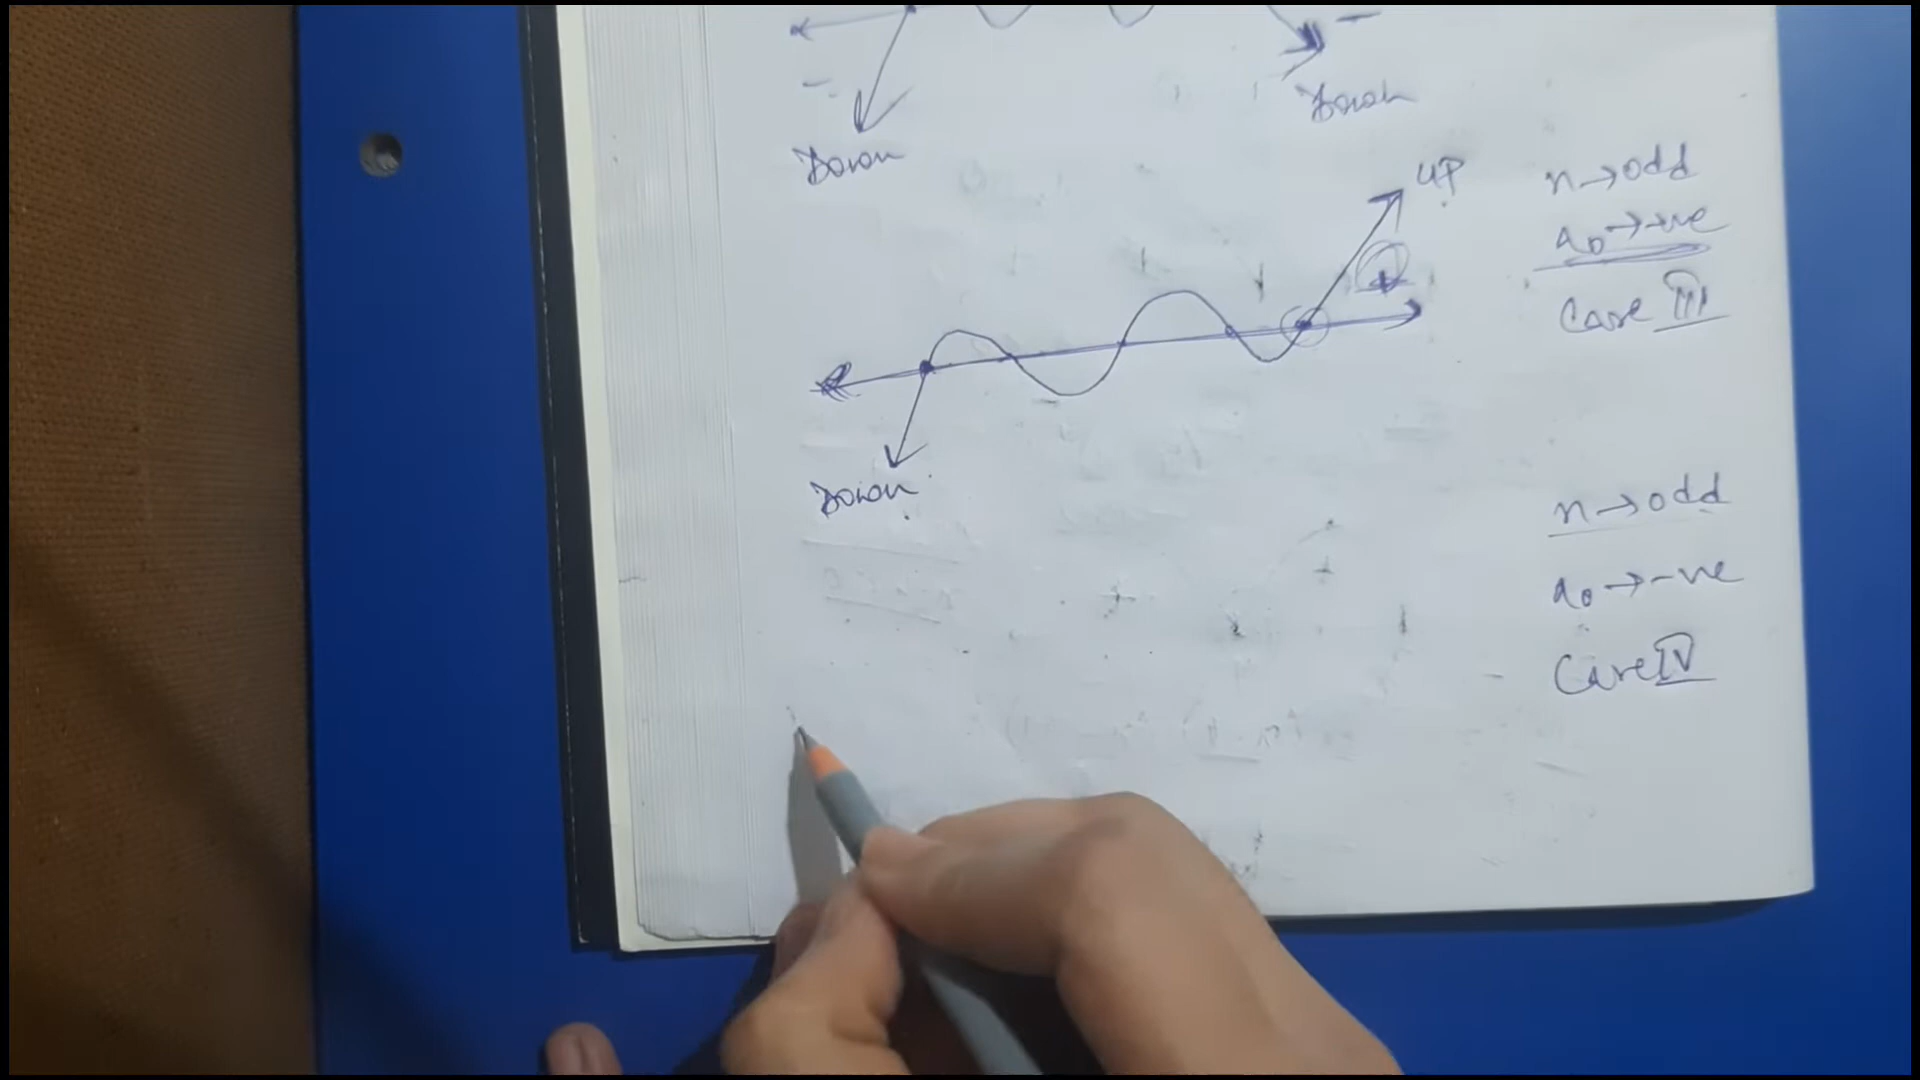 Down
Down
UP
n→odd
a₀→+ve
Case III
Down
n→odd
a₀→-ve
Case IV